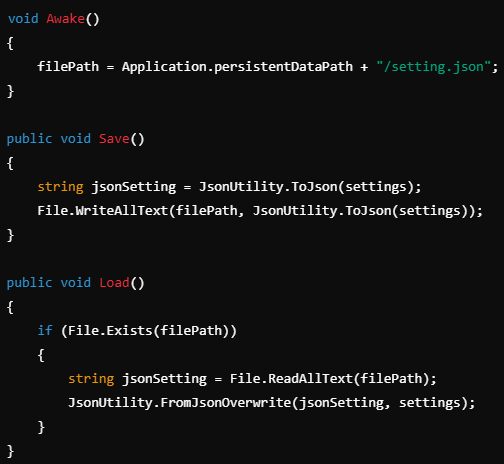 void Awake()
{
    filePath = Application.persistentDataPath + "/setting.json";
}

public void Save()
{
    string jsonSetting = JsonUtility.ToJson(settings);
    File.WriteAllText(filePath, JsonUtility.ToJson(settings));
}

public void Load()
{
    if (File.Exists(filePath))
    {
        string jsonSetting = File.ReadAllText(filePath);
        JsonUtility.FromJsonOverwrite(jsonSetting, settings);
    }
}